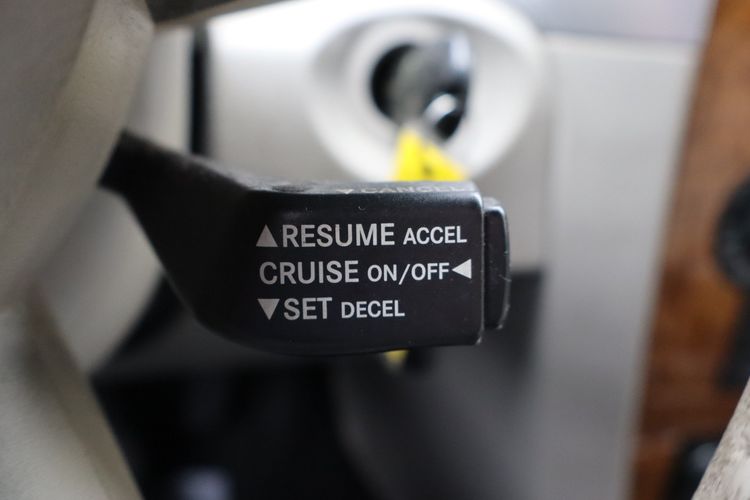 ▼CANCEL
▲RESUME ACCEL
CRUISE ON/OFF◀
▼SET DECEL